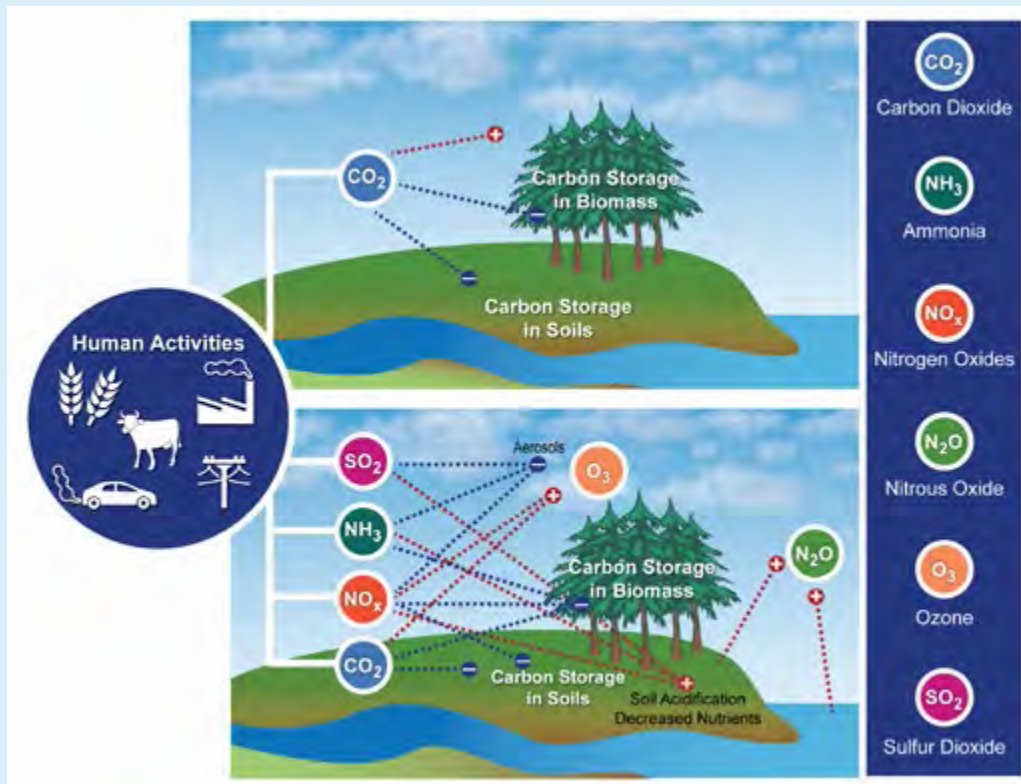 CO₂
Carbon Storage
in Biomass
Carbon Storage
in Soils
Human Activities
SO₂
NH₃
NOₓ
CO₂
Aerosols
O₃
Carbon Storage
in Biomass
N₂O
Carbon Storage
in Soils
Soil Acidification
Decreased Nutrients
CO₂
Carbon Dioxide
NH₃
Ammonia
NOₓ
Nitrogen Oxides
N₂O
Nitrous Oxide
O₃
Ozone
SO₂
Sulfur Dioxide